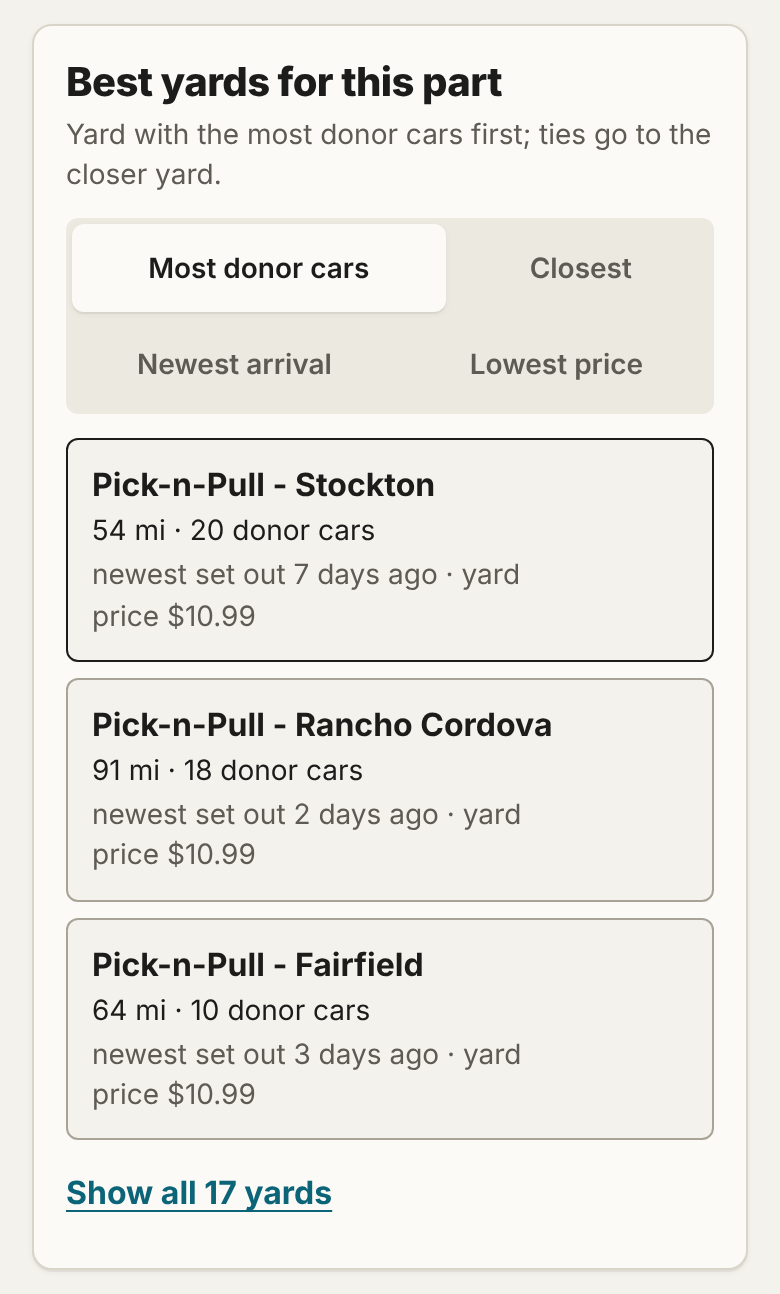 Best yards for this part
Yard with the most donor cars first; ties go to the
closer yard.
Most donor cars
Closest
Newest arrival
Lowest price
Pick-n-Pull - Stockton
54 mi · 20 donor cars
newest set out 7 days ago · yard
price $10.99
Pick-n-Pull - Rancho Cordova
91 mi · 18 donor cars
newest set out 2 days ago · yard
price $10.99
Pick-n-Pull - Fairfield
64 mi · 10 donor cars
newest set out 3 days ago · yard
price $10.99
Show all 17 yards